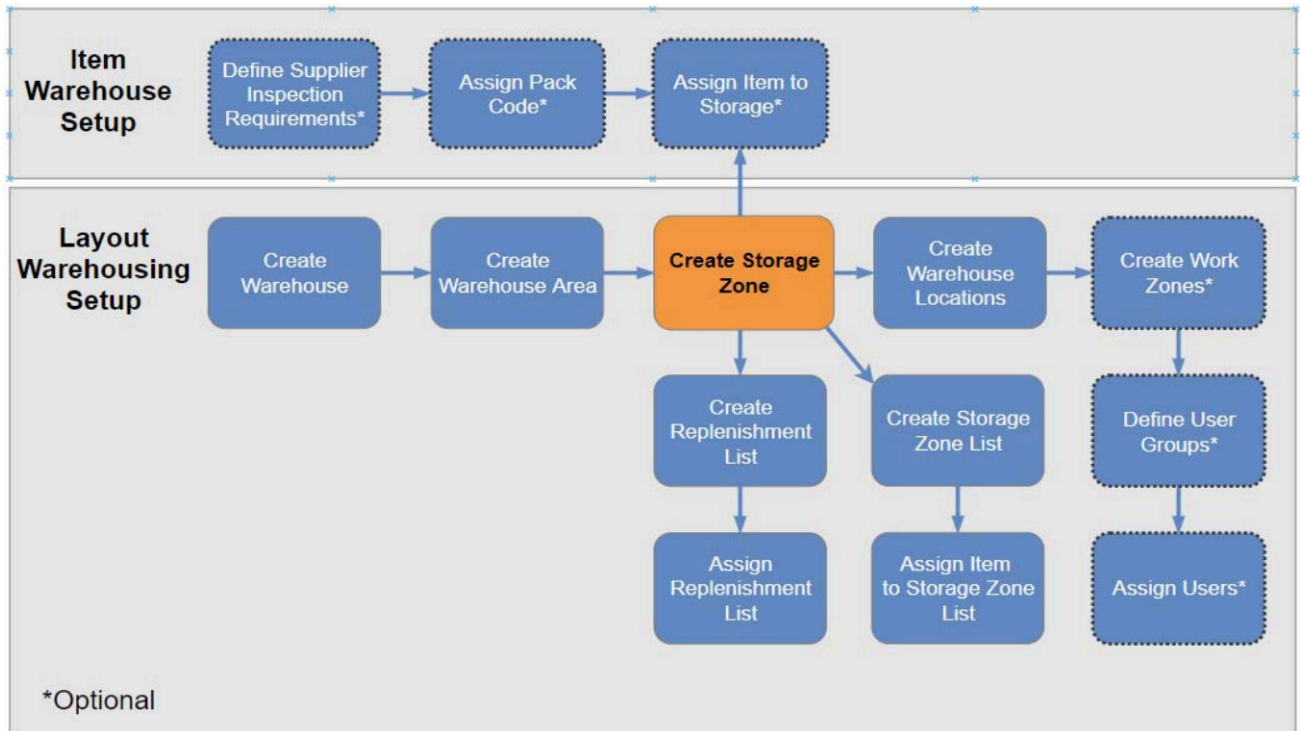 Item
Warehouse
Setup
Define Supplier
Inspection
Requirements*
Assign Pack
Code*
Assign Item to
Storage*
Layout
Warehousing
Setup
Create
Warehouse
Create
Warehouse Area
Create Storage
Zone
Create
Warehouse
Locations
Create Work
Zones*
Create
Replenishment
List
Create Storage
Zone List
Define User
Groups*
Assign
Replenishment
List
Assign Item
to Storage Zone
List
Assign Users*
*Optional